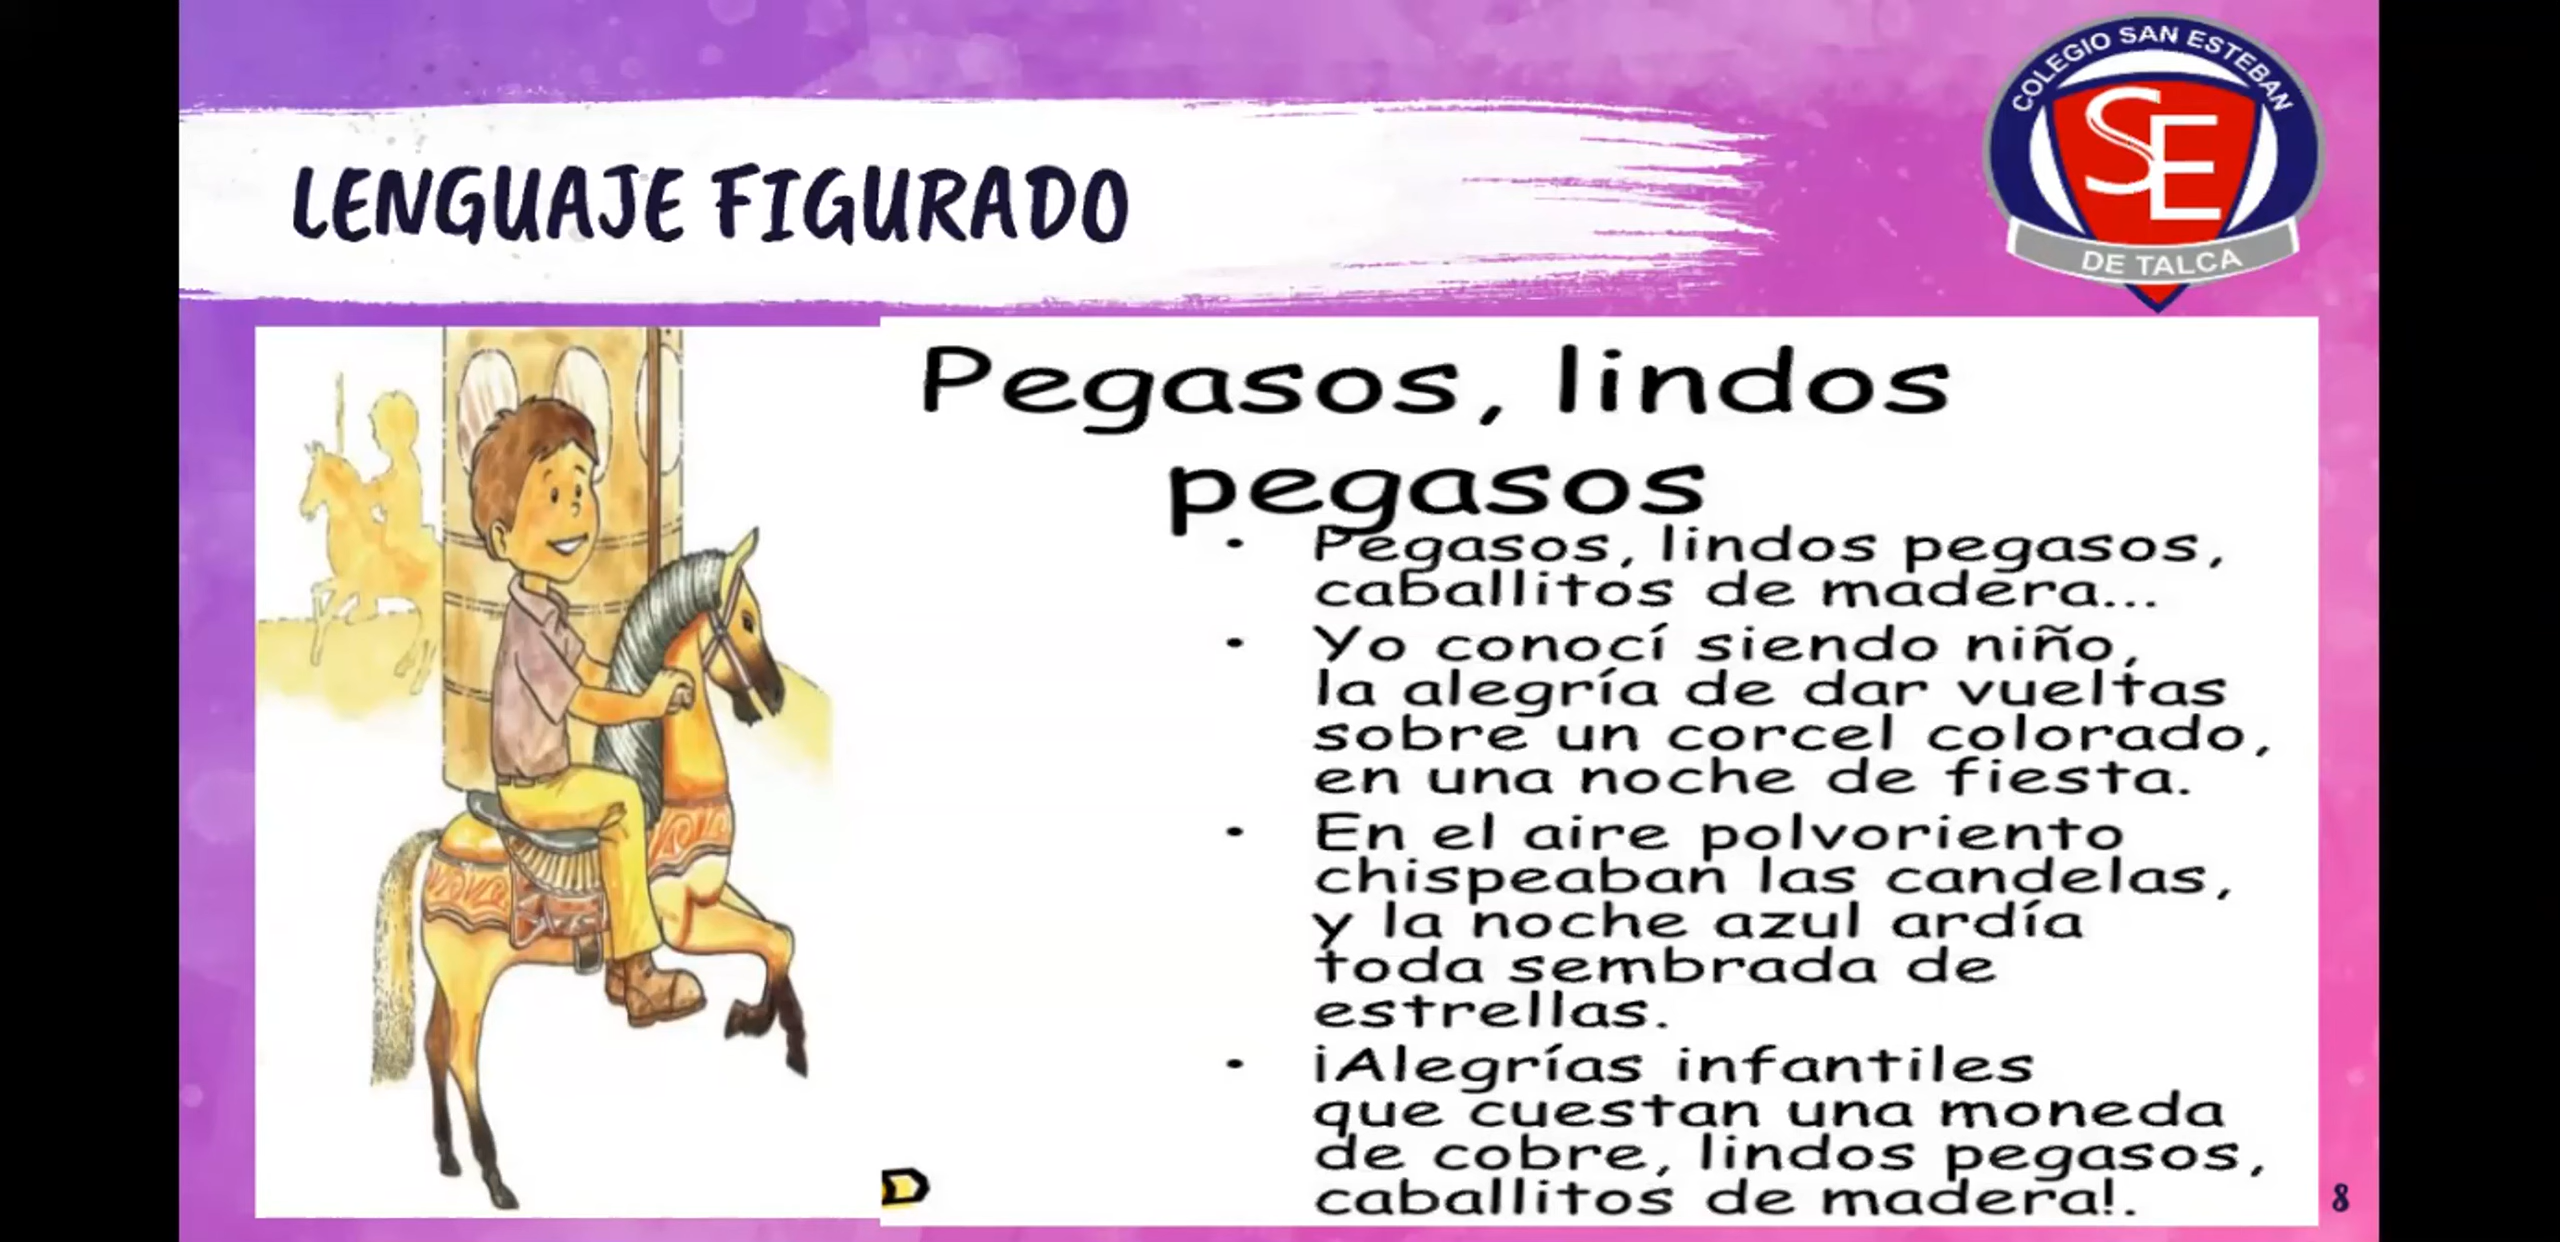 COLEGIO SAN ESTEBAN
SE
DE TALCA
LENGUAJE FIGURADO
Pegasos, lindos
pegasos
• Pegasos, lindos pegasos,
caballitos de madera...
• Yo conocí siendo niño,
la alegría de dar vueltas
sobre un corcel colorado,
en una noche de fiesta.
• En el aire polvoriento
chispeaban las candelas,
y la noche azul ardía
toda sembrada de
estrellas.
• ¡Alegrías infantiles
que cuestan una moneda
de cobre, lindos pegasos,
caballitos de madera!.
8